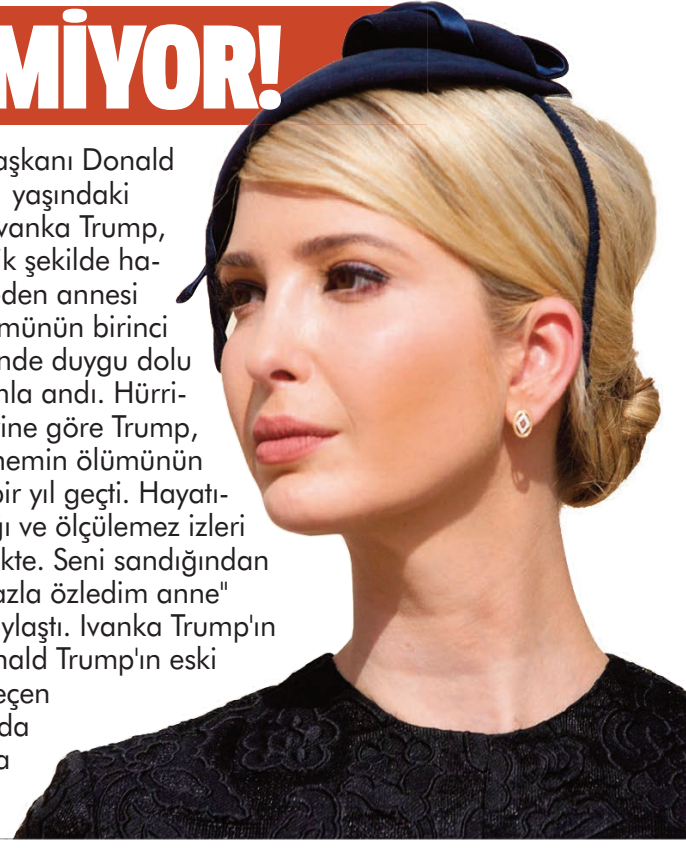 MİYOR!
aşkanı Donald
yaşındaki
vanka Trump,
ik şekilde ha-
den annesi
münün birinci
nde duygu dolu
nla andı. Hürri-
ine göre Trump,
nemin ölümünün
bir yıl geçti. Hayatı-
ğı ve ölçülemez izleri
kte. Seni sandığından
azla özledim anne"
ylaştı. Ivanka Trump'ın
nald Trump'ın eski
eçen
da
a